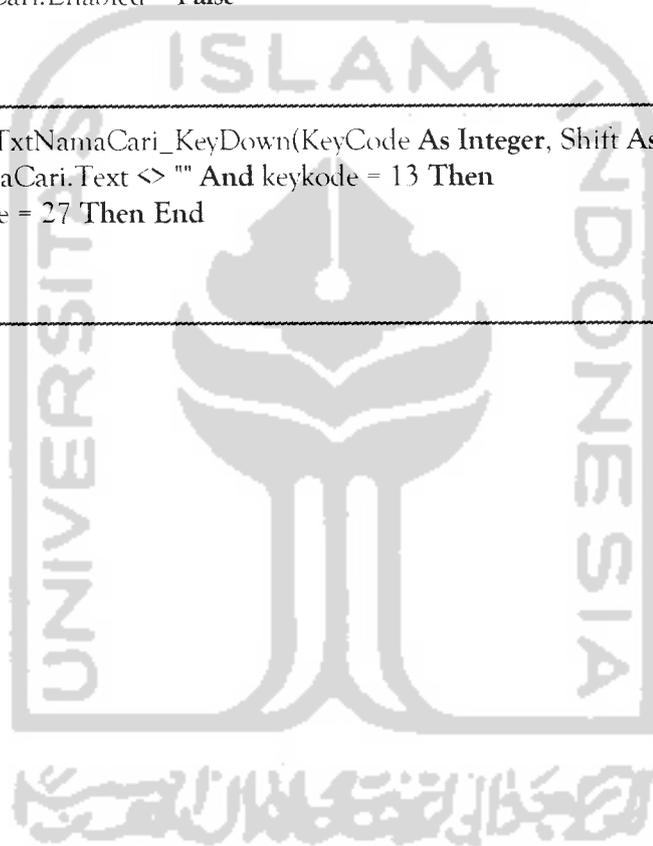 Cari.Enabled = False
ISLAM
TxtNamaCari_KeyDown(KeyCode As Integer, Shift As
aCari.Text <> "" And keykode = 13 Then
e = 27 Then End
UNIVERSITAS
INDONESIA